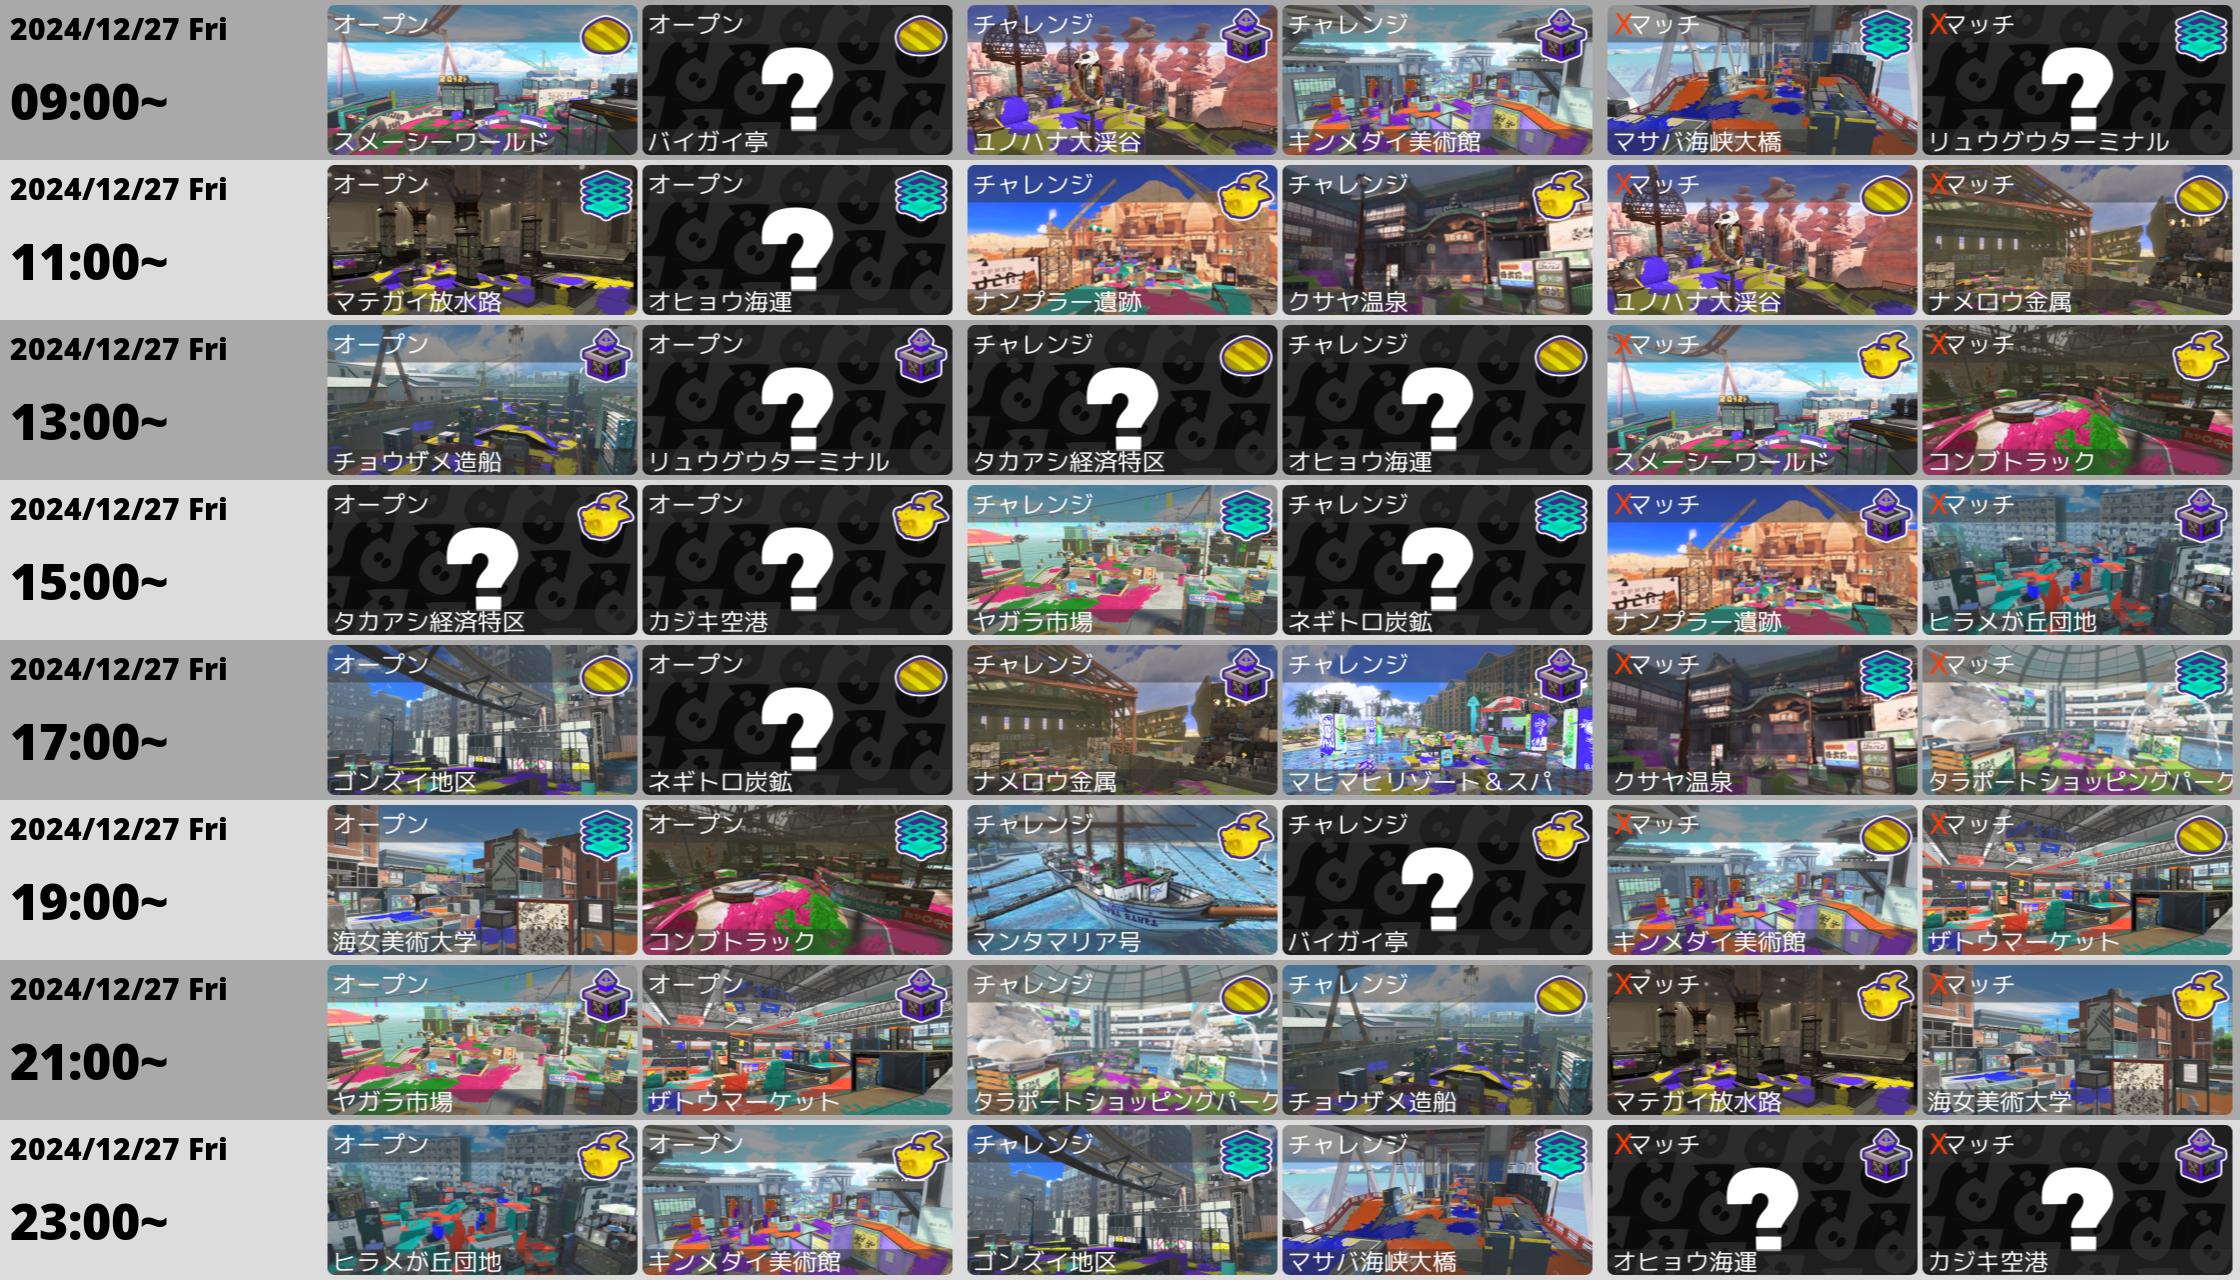 2024/12/27 Fri
09:00~
オープン
スメーシーワールド
オープン
バイガイ亭
チャレンジ
ユノハナ大渓谷
チャレンジ
キンメダイ美術館
Xマッチ
マサバ海峡大橋
Xマッチ
リュウグウターミナル
2024/12/27 Fri
11:00~
オープン
マテガイ放水路
オープン
オヒョウ海運
チャレンジ
ナンプラー遺跡
チャレンジ
クサヤ温泉
Xマッチ
ユノハナ大渓谷
Xマッチ
ナメロウ金属
2024/12/27 Fri
13:00~
オープン
チョウザメ造船
オープン
リュウグウターミナル
チャレンジ
タカアシ経済特区
チャレンジ
オヒョウ海運
Xマッチ
スメーシーワールド
Xマッチ
コンブトラック
2024/12/27 Fri
15:00~
オープン
タカアシ経済特区
オープン
カジキ空港
チャレンジ
ヤガラ市場
チャレンジ
ネギトロ炭鉱
Xマッチ
ナンプラー遺跡
Xマッチ
ヒラメが丘団地
2024/12/27 Fri
17:00~
オープン
ゴンズイ地区
オープン
ネギトロ炭鉱
チャレンジ
ナメロウ金属
チャレンジ
マヒマヒリゾート＆スパ
Xマッチ
クサヤ温泉
Xマッチ
タラポートショッピングパーク
2024/12/27 Fri
19:00~
オープン
海女美術大学
オープン
コンブトラック
チャレンジ
マンタマリア号
チャレンジ
バイガイ亭
Xマッチ
キンメダイ美術館
Xマッチ
ザトウマーケット
2024/12/27 Fri
21:00~
オープン
ヤガラ市場
オープン
ザトウマーケット
チャレンジ
タラポートショッピングパーク
チャレンジ
チョウザメ造船
Xマッチ
マテガイ放水路
Xマッチ
海女美術大学
2024/12/27 Fri
23:00~
オープン
ヒラメが丘団地
オープン
キンメダイ美術館
チャレンジ
ゴンズイ地区
チャレンジ
マサバ海峡大橋
Xマッチ
オヒョウ海運
Xマッチ
カジキ空港